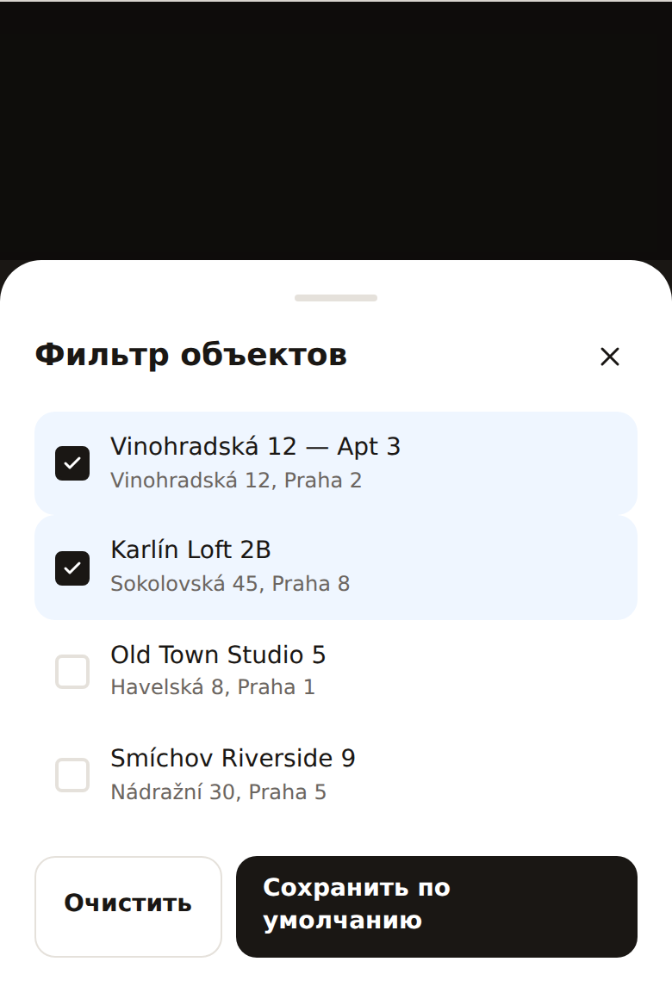 Фильтр объектов
Vinohradská 12 — Apt 3
Vinohradská 12, Praha 2
Karlín Loft 2B
Sokolovská 45, Praha 8
Old Town Studio 5
Havelská 8, Praha 1
Smíchov Riverside 9
Nádražní 30, Praha 5
Очистить
Сохранить по
умолчанию